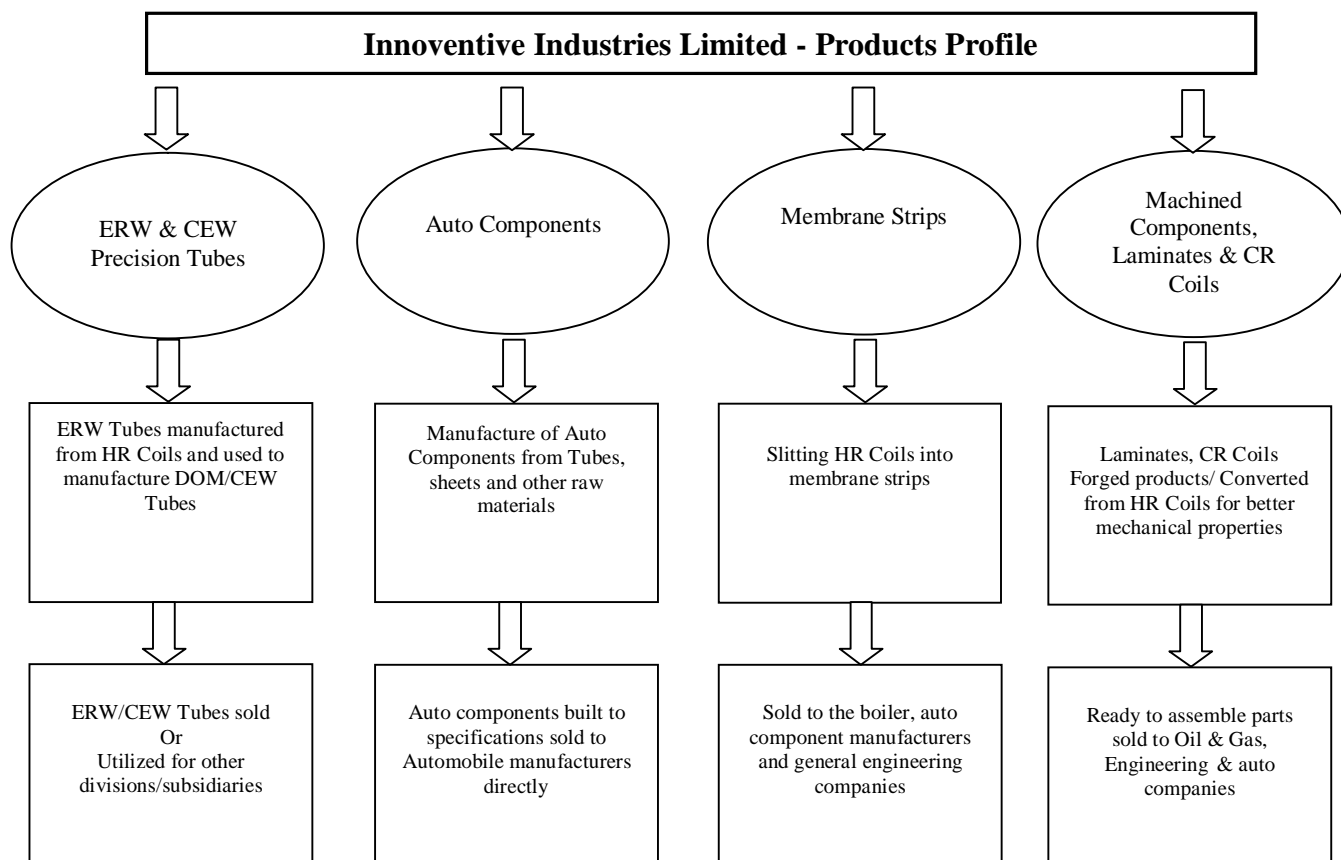 Innoventive Industries Limited - Products Profile
ERW & CEW
Precision Tubes
Auto Components
Membrane Strips
Machined
Components,
Laminates & CR
Coils
ERW Tubes manufactured
from HR Coils and used to
manufacture DOM/CEW
Tubes
Manufacture of Auto
Components from Tubes,
sheets and other raw
materials
Slitting HR Coils into
membrane strips
Laminates, CR Coils
Forged products/ Converted
from HR Coils for better
mechanical properties
ERW/CEW Tubes sold
Or
Utilized for other
divisions/subsidiaries
Auto components built to
specifications sold to
Automobile manufacturers
directly
Sold to the boiler, auto
component manufacturers
and general engineering
companies
Ready to assemble parts
sold to Oil & Gas,
Engineering & auto
companies